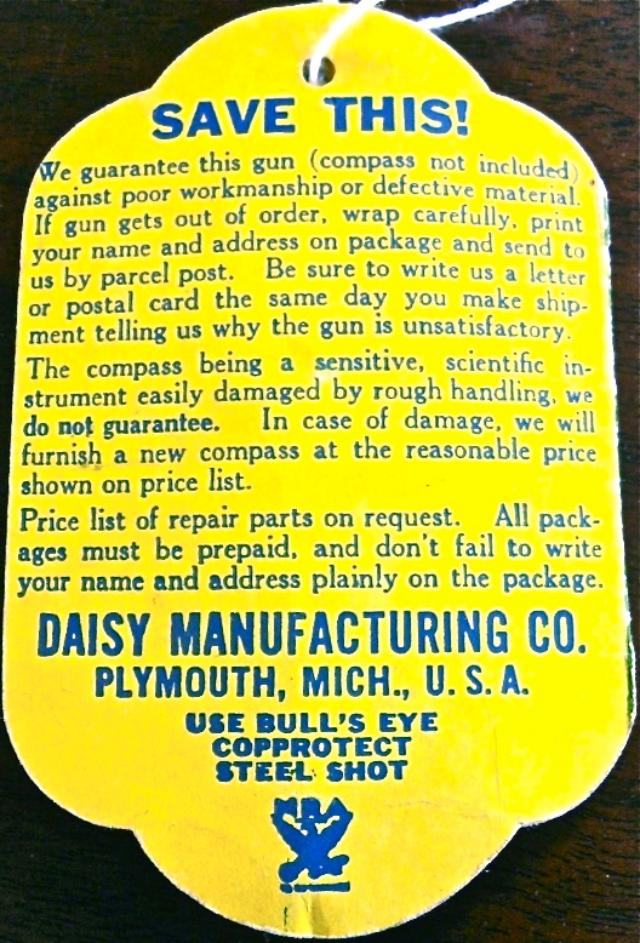 SAVE THIS!
We guarantee this gun (compass not included)
against poor workmanship or defective material.
If gun gets out of order, wrap carefully, print
your name and address on package and send to
us by parcel post. Be sure to write us a letter
or postal card the same day you make ship-
ment telling us why the gun is unsatisfactory.
The compass being a sensitive, scientific in-
strument easily damaged by rough handling, we
do not guarantee. In case of damage, we will
furnish a new compass at the reasonable price
shown on price list.
Price list of repair parts on request. All pack-
ages must be prepaid, and don't fail to write
your name and address plainly on the package.
DAISY MANUFACTURING CO.
PLYMOUTH, MICH., U. S. A.
USE BULL'S EYE
COPPROTECT
STEEL SHOT
NRA